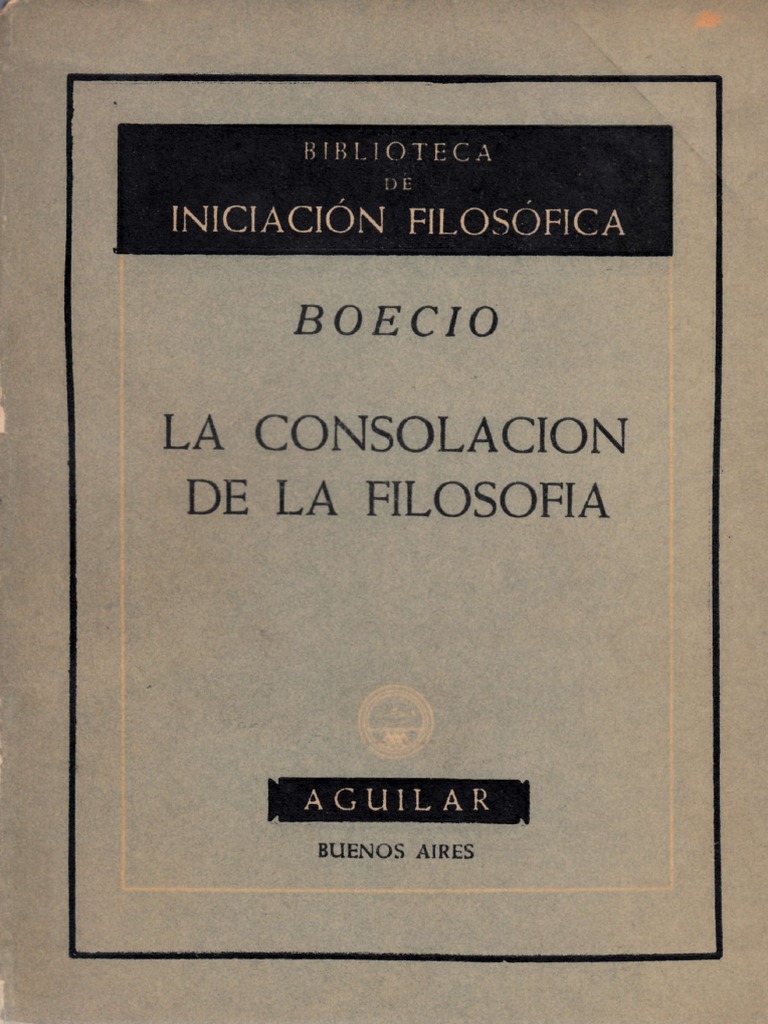 BIBLIOTECA
DE
INICIACIÓN FILOSÓFICA
BOECIO
LA CONSOLACION
DE LA FILOSOFIA
AGUILAR
BUENOS AIRES